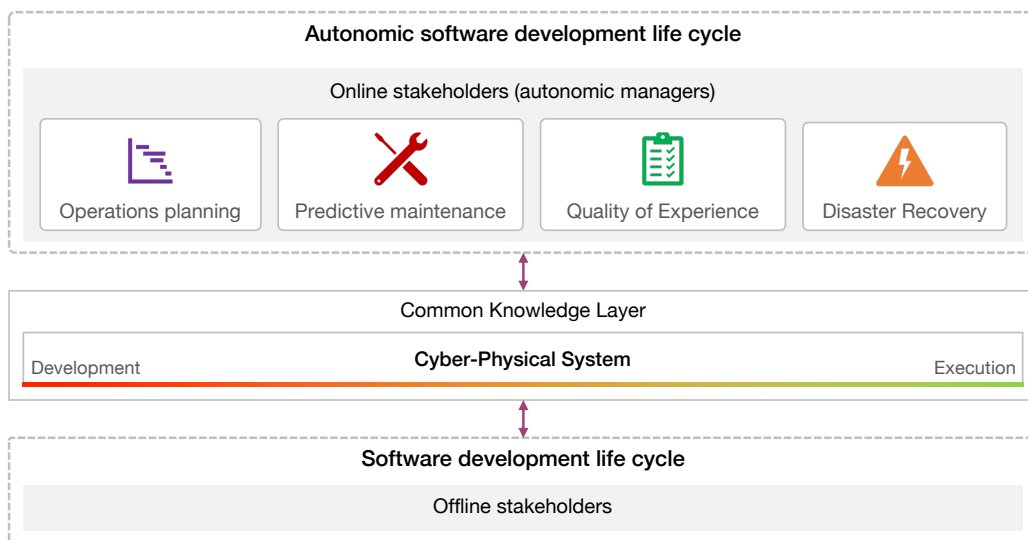 Autonomic software development life cycle
Online stakeholders (autonomic managers)
Operations planning
Predictive maintenance
Quality of Experience
Disaster Recovery
Common Knowledge Layer
Cyber-Physical System
Development
Execution
Software development life cycle
Offline stakeholders